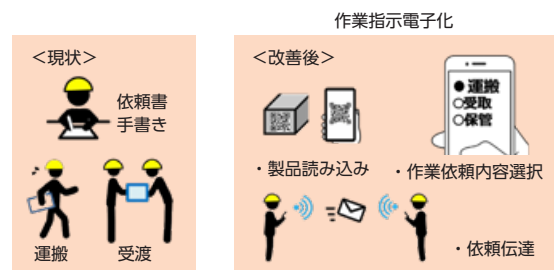 作業指示電子化
＜現状＞
依頼書
手書き
運搬
受渡
＜改善後＞
●運搬
○受取
○保管
・製品読み込み
・作業依頼内容選択
・依頼伝達